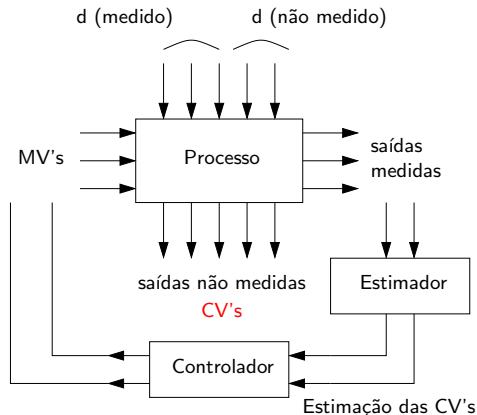 d (medido)
d (não medido)
MV's
Processo
saídas
medidas
saídas não medidas
CV's
Estimador
Controlador
Estimação das CV's